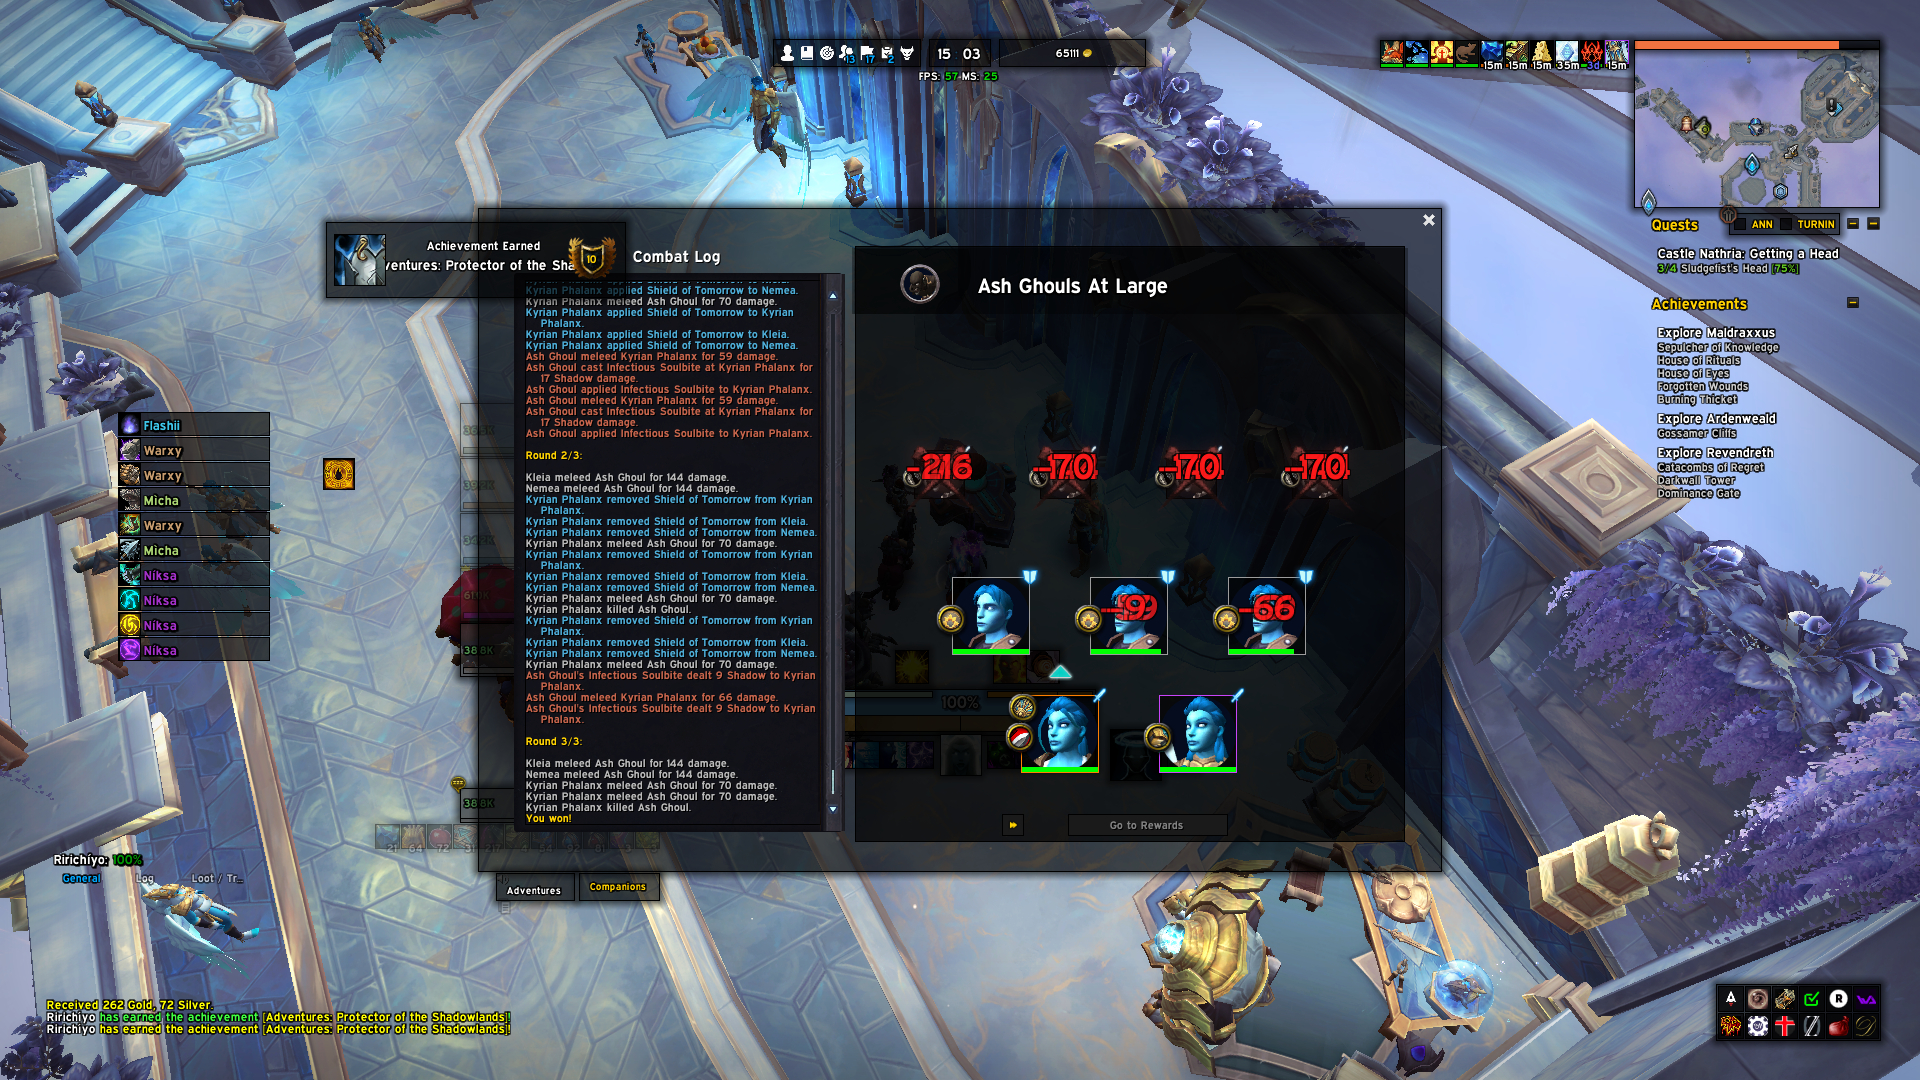 15 03
65111
13
17
2
FPS: 57 MS: 25
15m
15m
15m
35m
3d
15m
Quests
ANN
TURNIN
Castle Nathria: Getting a Head
3/4 Sludgefist's Head [75%]
Achievements
Explore Maldraxxus
Sepulcher of Knowledge
House of Rituals
House of Eyes
Forgotten Wounds
Burning Thicket
Explore Ardenweald
Gossamer Cliffs
Explore Revendreth
Catacombs of Regret
Darkwall Tower
Dominance Gate
Achievement Earned
ventures: Protector of the Sha
10
Combat Log
Kyrian Phalanx applied Shield of Tomorrow to Nemea.
Kyrian Phalanx meleed Ash Ghoul for 70 damage.
Kyrian Phalanx applied Shield of Tomorrow to Kyrian
Phalanx.
Kyrian Phalanx applied Shield of Tomorrow to Kleia.
Kyrian Phalanx applied Shield of Tomorrow to Nemea.
Ash Ghoul meleed Kyrian Phalanx for 59 damage.
Ash Ghoul cast Infectious Soulbite at Kyrian Phalanx for
17 Shadow damage.
Ash Ghoul applied Infectious Soulbite to Kyrian Phalanx.
Ash Ghoul meleed Kyrian Phalanx for 59 damage.
Ash Ghoul cast Infectious Soulbite at Kyrian Phalanx for
17 Shadow damage.
Ash Ghoul applied Infectious Soulbite to Kyrian Phalanx.
Round 2/3:
Kleia meleed Ash Ghoul for 144 damage.
Nemea meleed Ash Ghoul for 144 damage.
Kyrian Phalanx removed Shield of Tomorrow from Kyrian
Phalanx.
Kyrian Phalanx removed Shield of Tomorrow from Kleia.
Kyrian Phalanx removed Shield of Tomorrow from Nemea.
Kyrian Phalanx meleed Ash Ghoul for 70 damage.
Kyrian Phalanx removed Shield of Tomorrow from Kyrian
Phalanx.
Kyrian Phalanx removed Shield of Tomorrow from Kleia.
Kyrian Phalanx removed Shield of Tomorrow from Nemea.
Kyrian Phalanx meleed Ash Ghoul for 70 damage.
Kyrian Phalanx killed Ash Ghoul.
Kyrian Phalanx removed Shield of Tomorrow from Kyrian
Phalanx.
Kyrian Phalanx removed Shield of Tomorrow from Kleia.
Kyrian Phalanx removed Shield of Tomorrow from Nemea.
Kyrian Phalanx meleed Ash Ghoul for 70 damage.
Ash Ghoul's Infectious Soulbite dealt 9 Shadow to Kyrian
Phalanx.
Ash Ghoul meleed Kyrian Phalanx for 66 damage.
Ash Ghoul's Infectious Soulbite dealt 9 Shadow to Kyrian
Phalanx.
Round 3/3:
Kleia meleed Ash Ghoul for 144 damage.
Nemea meleed Ash Ghoul for 144 damage.
Kyrian Phalanx meleed Ash Ghoul for 70 damage.
Kyrian Phalanx meleed Ash Ghoul for 70 damage.
Kyrian Phalanx killed Ash Ghoul.
You won!
Ash Ghouls At Large
-216
-70
-70
-70
-66
100%
Go to Rewards
Adventures
Companions
Flashii
Warxy
Warxy
Micha
Warxy
Micha
Niksa
Niksa
Niksa
Niksa
388K
388K
Ririchiyo: 100%
General
Log
Loot / Tr...
Received 262 Gold, 72 Silver.
Ririchiyo has earned the achievement [Adventures: Protector of the Shadowlands]!
Ririchiyo has earned the achievement [Adventures: Protector of the Shadowlands]!
R